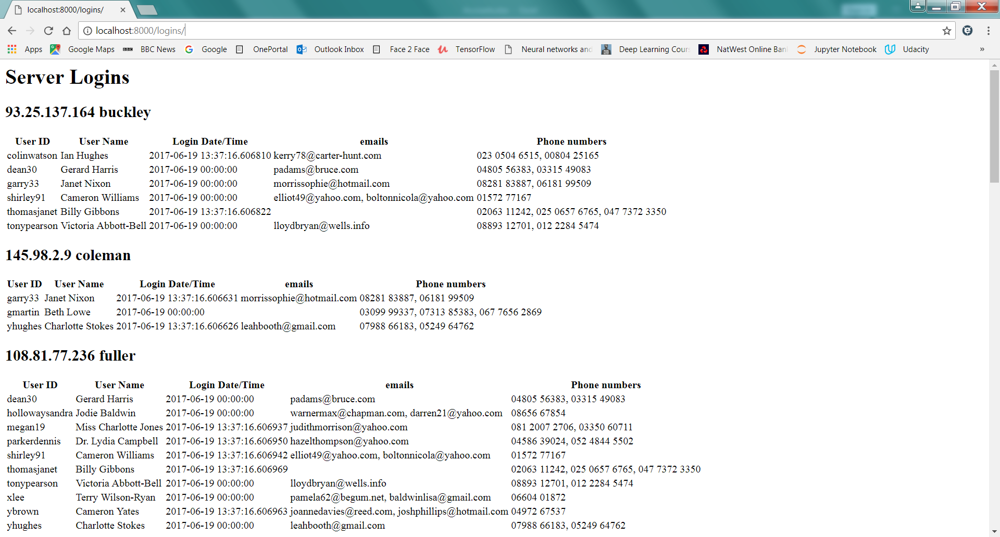 localhost:8000/logins/
localhost:8000/logins/
Apps Google Maps BBC News Google OnePortal Outlook Inbox Face 2 Face TensorFlow Neural networks and Deep Learning Cour NatWest Online Ban Jupyter Notebook Udacity »
Server Logins
93.25.137.164 buckley
User ID User Name Login Date/Time emails Phone numbers
colinwatson Ian Hughes 2017-06-19 13:37:16.606810 kerry78@carter-hunt.com 023 0504 6515, 00804 25165
dean30 Gerard Harris 2017-06-19 00:00:00 padams@bruce.com 04805 56383, 03315 49083
garry33 Janet Nixon 2017-06-19 00:00:00 morrissophie@hotmail.com 08281 83887, 06181 99509
shirley91 Cameron Williams 2017-06-19 00:00:00 elliot49@yahoo.com, boltonnicola@yahoo.com 01572 77167
thomasjanet Billy Gibbons 2017-06-19 13:37:16.606822 02063 11242, 025 0657 6765, 047 7372 3350
tonypearson Victoria Abbott-Bell 2017-06-19 00:00:00 lloydbryan@wells.info 08893 12701, 012 2284 5474
145.98.2.9 coleman
User ID User Name Login Date/Time emails Phone numbers
garry33 Janet Nixon 2017-06-19 13:37:16.606631 morrissophie@hotmail.com 08281 83887, 06181 99509
gmartin Beth Lowe 2017-06-19 00:00:00 03099 99337, 07313 85383, 067 7656 2869
yhughes Charlotte Stokes 2017-06-19 13:37:16.606626 leahbooth@gmail.com 07988 66183, 05249 64762
108.81.77.236 fuller
User ID User Name Login Date/Time emails Phone numbers
dean30 Gerard Harris 2017-06-19 00:00:00 padams@bruce.com 04805 56383, 03315 49083
hollowaysandra Jodie Baldwin 2017-06-19 00:00:00 warnermax@chapman.com, darren21@yahoo.com 08656 67854
megan19 Miss Charlotte Jones 2017-06-19 13:37:16.606937 judithmorrison@yahoo.com 081 2007 2706, 03350 60711
parkerdennis Dr. Lydia Campbell 2017-06-19 13:37:16.606950 hazelthompson@yahoo.com 04586 39024, 052 4844 5502
shirley91 Cameron Williams 2017-06-19 13:37:16.606942 elliot49@yahoo.com, boltonnicola@yahoo.com 01572 77167
thomasjanet Billy Gibbons 2017-06-19 13:37:16.606969 02063 11242, 025 0657 6765, 047 7372 3350
tonypearson Victoria Abbott-Bell 2017-06-19 00:00:00 lloydbryan@wells.info 08893 12701, 012 2284 5474
xlee Terry Wilson-Ryan 2017-06-19 00:00:00 pamela62@begum.net, baldwinlisa@gmail.com 06604 01872
ybrown Cameron Yates 2017-06-19 13:37:16.606963 joannedavies@reed.com, joshphillips@hotmail.com 04972 67537
yhughes Charlotte Stokes 2017-06-19 00:00:00 leahbooth@gmail.com 07988 66183, 05249 64762